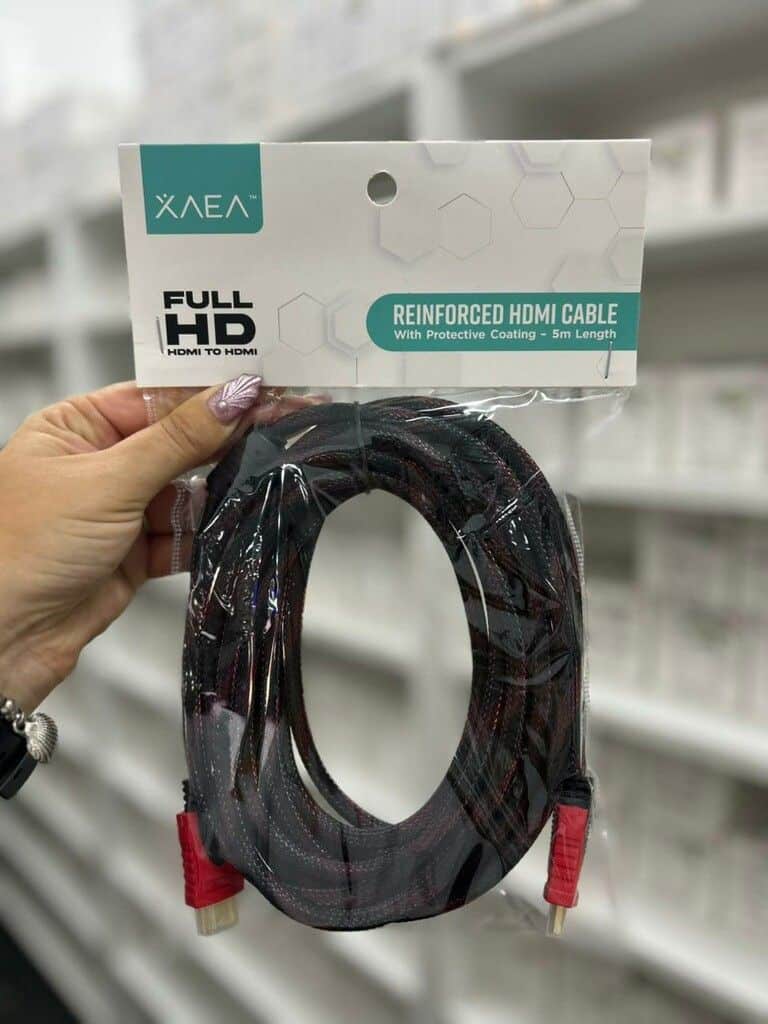 XAEA™
FULL
HD
HDMI TO HDMI
REINFORCED HDMI CABLE
With Protective Coating – 5m Length